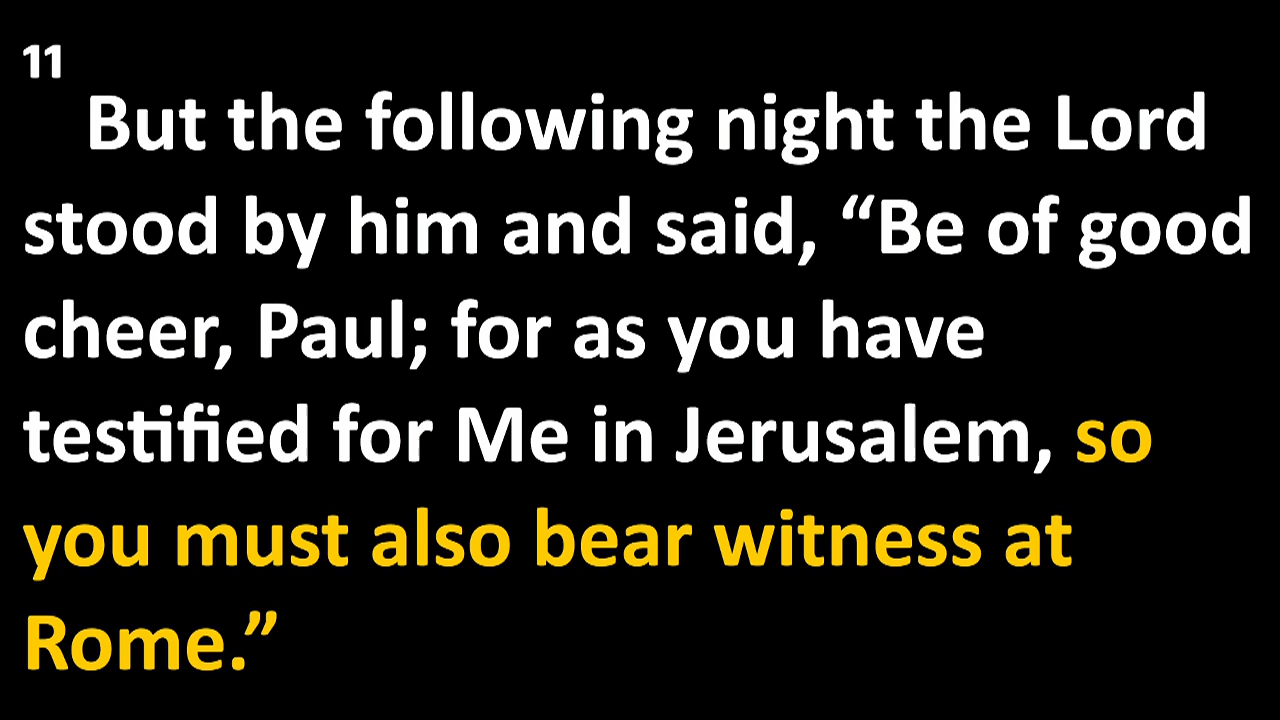 11
But the following night the Lord
stood by him and said, “Be of good
cheer, Paul; for as you have
testified for Me in Jerusalem, so
you must also bear witness at
Rome.”